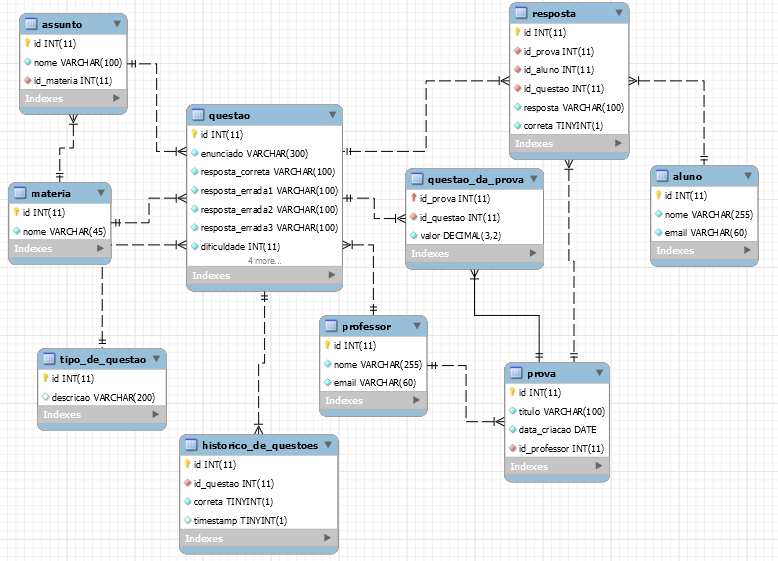 assunto
id INT(11)
nome VARCHAR(100)
id_materia INT(11)
Indexes
resposta
id INT(11)
id_prova INT(11)
id_aluno INT(11)
id_questao INT(11)
resposta VARCHAR(100)
correta TINYINT(1)
Indexes
questao
id INT(11)
enunciado VARCHAR(300)
resposta_correta VARCHAR(100)
resposta_errada1 VARCHAR(100)
resposta_errada2 VARCHAR(100)
resposta_errada3 VARCHAR(100)
dificuldade INT(11)
4 more...
Indexes
materia
id INT(11)
nome VARCHAR(45)
Indexes
questao_da_prova
id_prova INT(11)
id_questao INT(11)
valor DECIMAL(3,2)
Indexes
aluno
id INT(11)
nome VARCHAR(255)
email VARCHAR(60)
Indexes
tipo_de_questao
id INT(11)
descricao VARCHAR(200)
Indexes
professor
id INT(11)
nome VARCHAR(255)
email VARCHAR(60)
Indexes
prova
id INT(11)
titulo VARCHAR(100)
data_criacao DATE
id_professor INT(11)
Indexes
historico_de_questoes
id INT(11)
id_questao INT(11)
correta TINYINT(1)
timestamp TINYINT(1)
Indexes